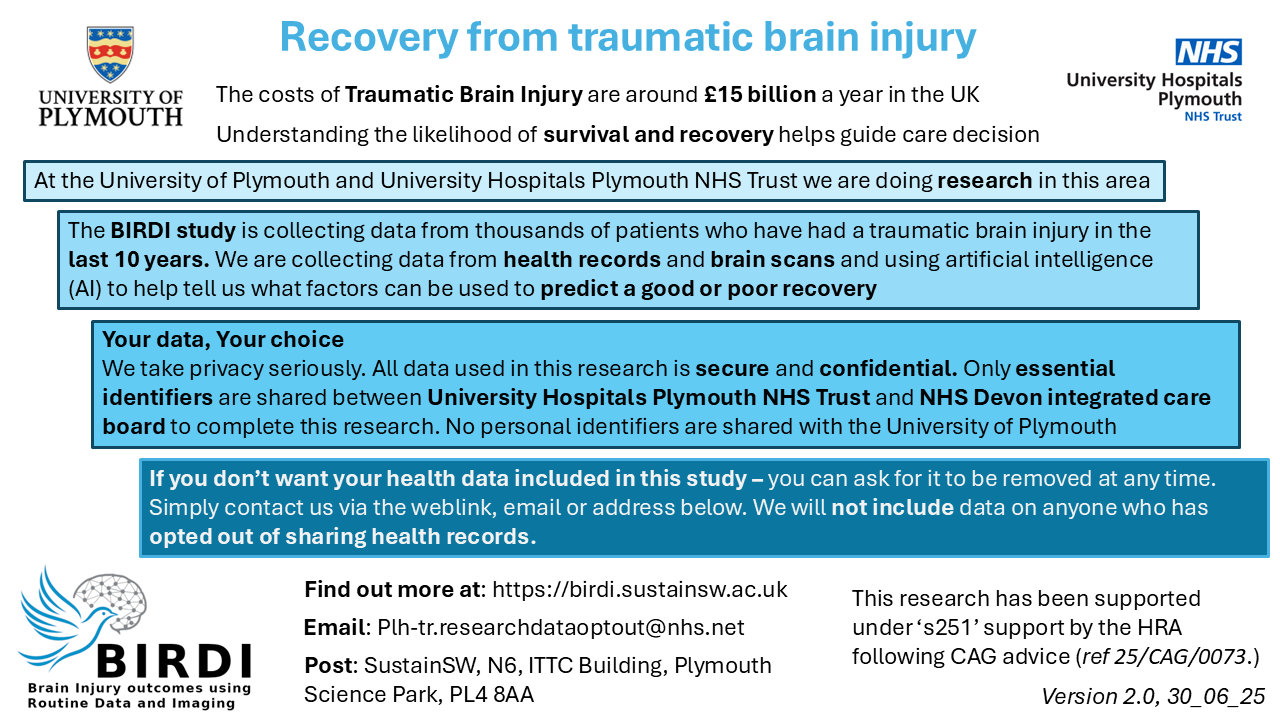 Recovery from traumatic brain injury
UNIVERSITY OF
PLYMOUTH
NHS
University Hospitals
Plymouth
NHS Trust
The costs of Traumatic Brain Injury are around £15 billion a year in the UK
Understanding the likelihood of survival and recovery helps guide care decision
At the University of Plymouth and University Hospitals Plymouth NHS Trust we are doing research in this area
The BIRDI study is collecting data from thousands of patients who have had a traumatic brain injury in the
last 10 years. We are collecting data from health records and brain scans and using artificial intelligence
(AI) to help tell us what factors can be used to predict a good or poor recovery
Your data, Your choice
We take privacy seriously. All data used in this research is secure and confidential. Only essential
identifiers are shared between University Hospitals Plymouth NHS Trust and NHS Devon integrated care
board to complete this research. No personal identifiers are shared with the University of Plymouth
If you don’t want your health data included in this study – you can ask for it to be removed at any time.
Simply contact us via the weblink, email or address below. We will not include data on anyone who has
opted out of sharing health records.
BIRDI
Brain Injury outcomes using
Routine Data and Imaging
Find out more at: https://birdi.sustainsw.ac.uk
Email: Plh-tr.researchdataoptout@nhs.net
Post: SustainSW, N6, ITTC Building, Plymouth
Science Park, PL4 8AA
This research has been supported
under ‘s251’ support by the HRA
following CAG advice (ref 25/CAG/0073.)
Version 2.0, 30_06_25